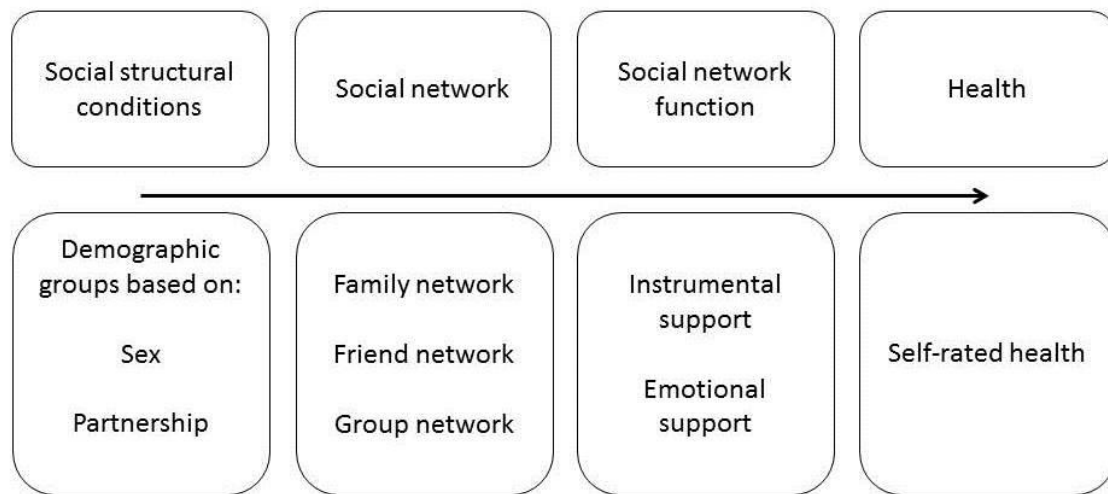 Social structural
conditions
Social network
Social network
function
Health
Demographic
groups based on:
Sex
Partnership
Family network
Friend network
Group network
Instrumental
support
Emotional
support
Self-rated health